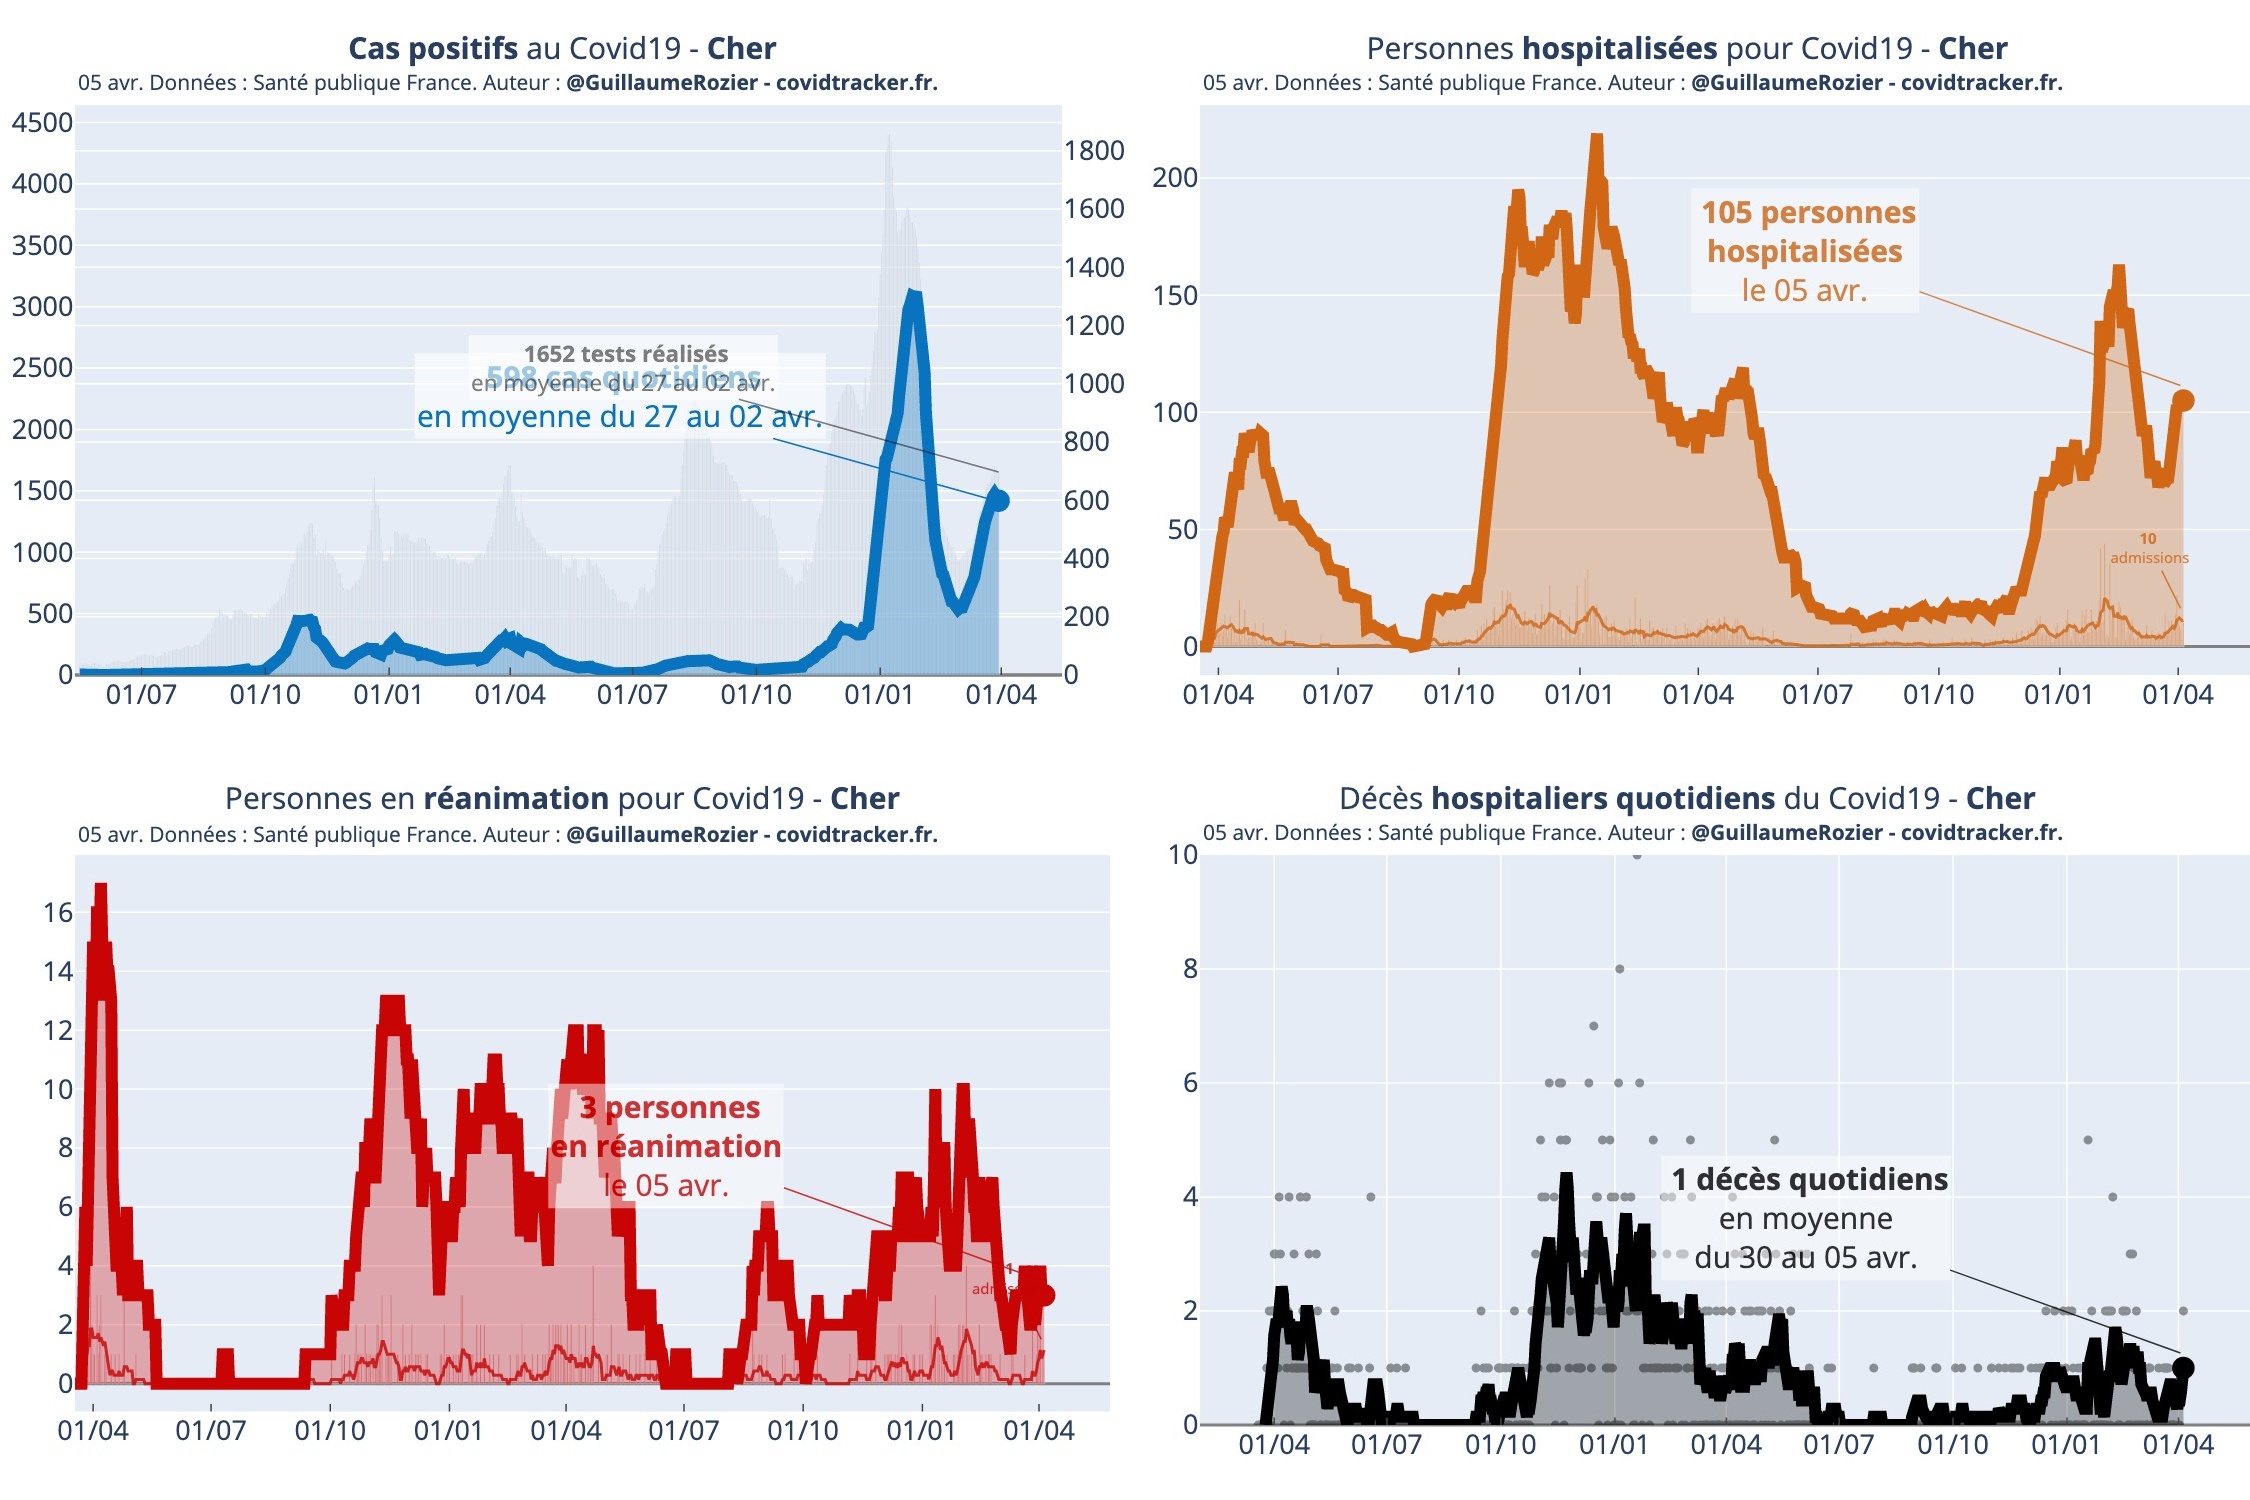 Cas positifs au Covid19 - Cher
05 avr. Données : Santé publique France. Auteur : @GuillaumeRozier - covidtracker.fr.
4500
4000
3500
3000
2500
2000
1500
1000
500
0
1800
1600
1400
1200
1000
800
600
400
200
0
1652 tests réalisés
en moyenne du 27 au 02 avr.
598 cas quotidiens
en moyenne du 27 au 02 avr.
01/07 01/10 01/01 01/04 01/07 01/10 01/01 01/04
Personnes hospitalisées pour Covid19 - Cher
05 avr. Données : Santé publique France. Auteur : @GuillaumeRozier - covidtracker.fr.
200
150
100
50
0
105 personnes
hospitalisées
le 05 avr.
10
admissions
01/04 01/07 01/10 01/01 01/04 01/07 01/10 01/01 01/04
Personnes en réanimation pour Covid19 - Cher
05 avr. Données : Santé publique France. Auteur : @GuillaumeRozier - covidtracker.fr.
16
14
12
10
8
6
4
2
0
3 personnes
en réanimation
le 05 avr.
1
01/04 01/07 01/10 01/01 01/04 01/07 01/10 01/01 01/04
Décès hospitaliers quotidiens du Covid19 - Cher
05 avr. Données : Santé publique France. Auteur : @GuillaumeRozier - covidtracker.fr.
10
8
6
4
2
0
1 décès quotidiens
en moyenne
du 30 au 05 avr.
01/04 01/07 01/10 01/01 01/04 01/07 01/10 01/01 01/04